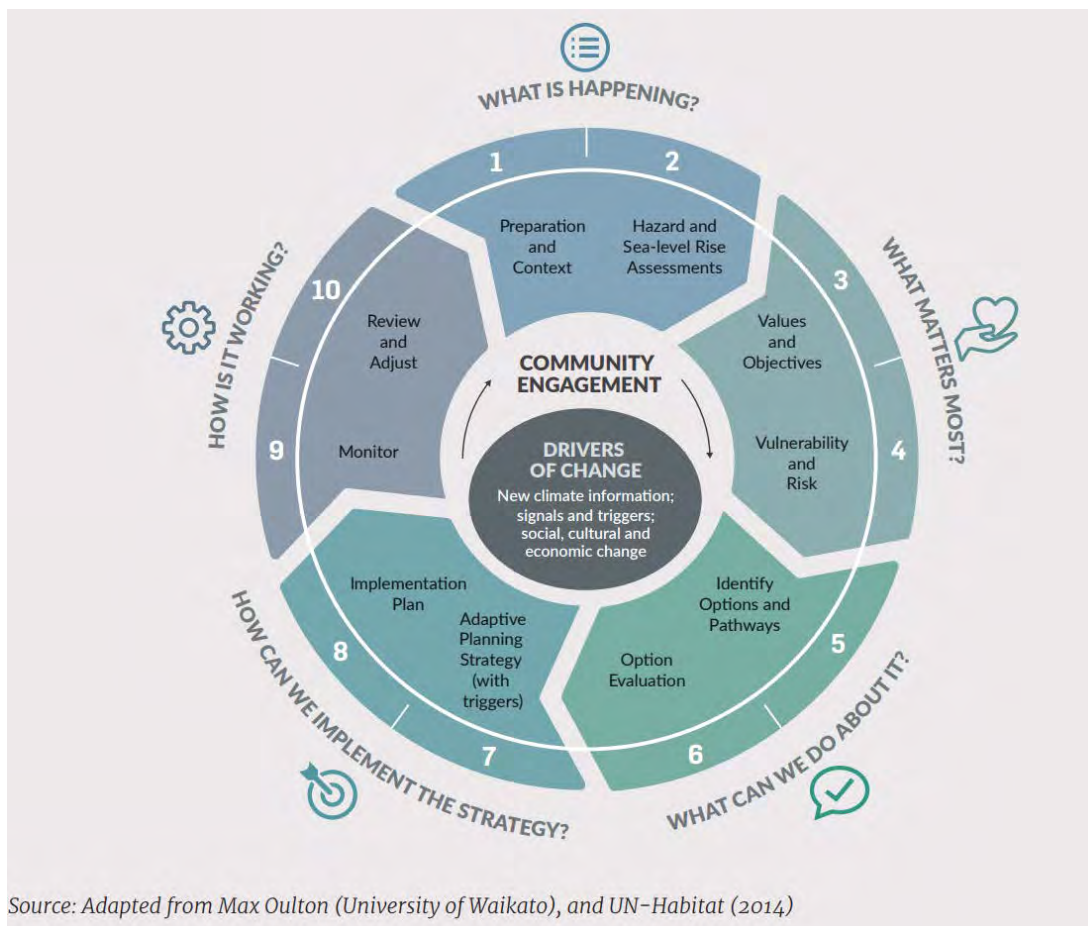 WHAT IS HAPPENING?
1
2
Preparation
and
Context
Hazard and
Sea-level Rise
Assessments
WHAT MATTERS MOST?
3
Values
and
Objectives
4
Vulnerability
and
Risk
WHAT CAN WE DO ABOUT IT?
5
Identify
Options and
Pathways
6
Option
Evaluation
HOW CAN WE IMPLEMENT THE STRATEGY?
7
Adaptive
Planning
Strategy
(with
triggers)
8
Implementation
Plan
HOW IS IT WORKING?
9
Monitor
10
Review
and
Adjust
COMMUNITY
ENGAGEMENT
DRIVERS
OF CHANGE
New climate information;
signals and triggers;
social, cultural and
economic change
Source: Adapted from Max Oulton (University of Waikato), and UN-Habitat (2014)